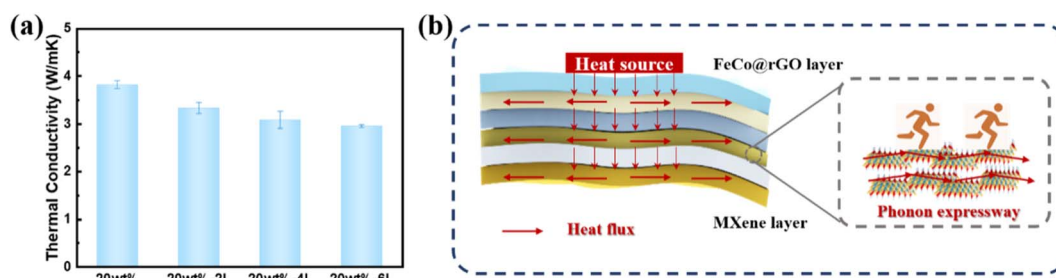 (a)
Thermal Conductivity (W/mK)
5
4
3
2
1
0
(b)
Heat source
FeCo@rGO layer
MXene layer
Heat flux
Phonon expressway